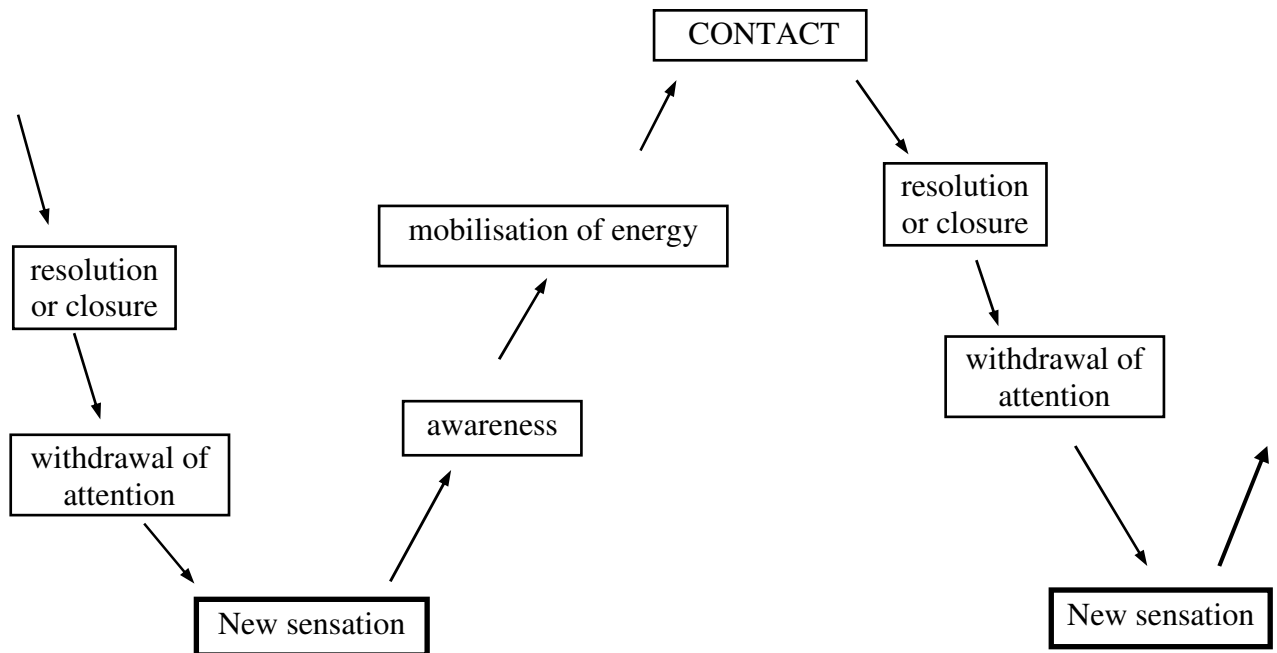 CONTACT
resolution
or closure
mobilisation of energy
resolution
or closure
withdrawal of
attention
awareness
withdrawal of
attention
New sensation
New sensation